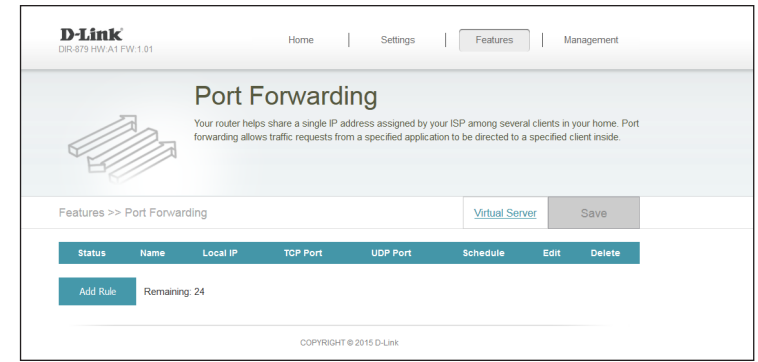 D-Link
DIR-879 HW:A1 FW:1.01
Home | Settings | Features | Management
Port Forwarding
Your router helps share a single IP address assigned by your ISP among several clients in your home. Port
forwarding allows traffic requests from a specified application to be directed to a specified client inside.
Features >> Port Forwarding
Virtual Server
Save
Status Name Local IP TCP Port UDP Port Schedule Edit Delete
Add Rule Remaining: 24
COPYRIGHT © 2015 D-Link